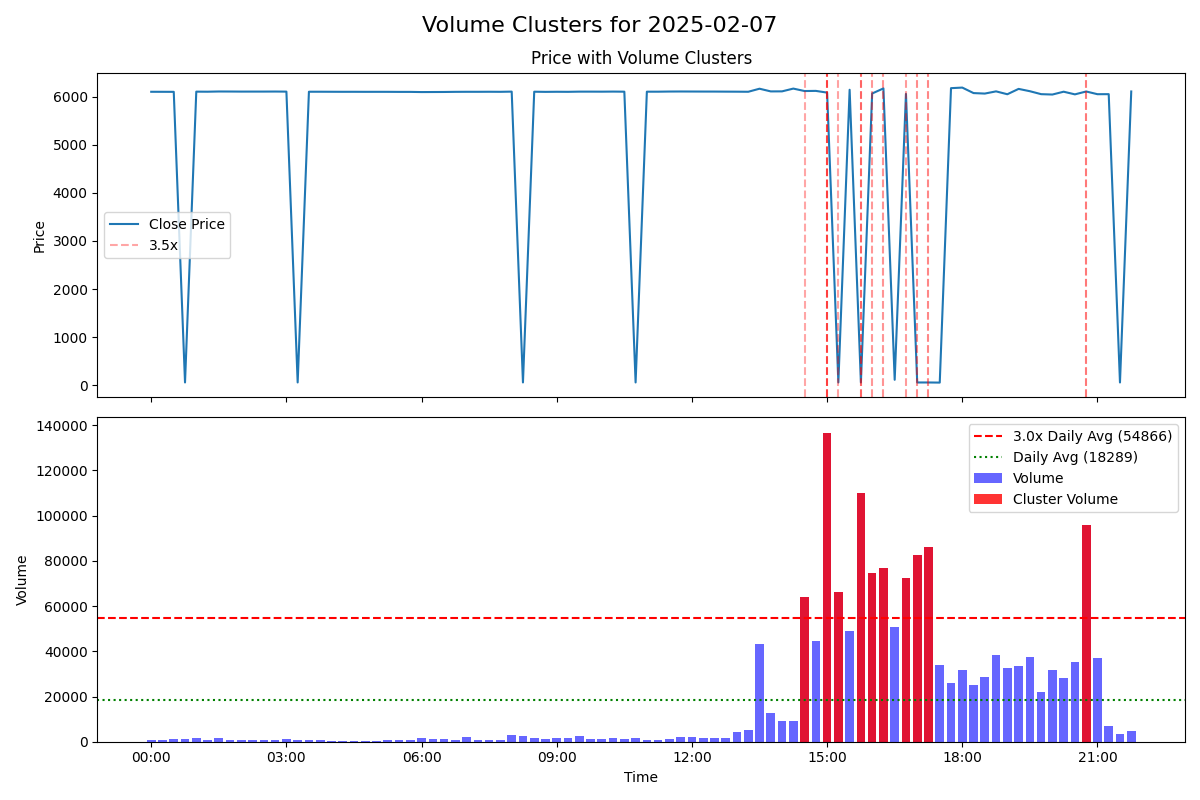 Volume Clusters for 2025-02-07
Price with Volume Clusters
6000
5000
4000
3000
2000
1000
0
Price
Close Price
3.5x
140000
120000
100000
80000
60000
40000
20000
0
Volume
3.0x Daily Avg (54866)
Daily Avg (18289)
Volume
Cluster Volume
00:00 03:00 06:00 09:00 12:00 15:00 18:00 21:00
Time